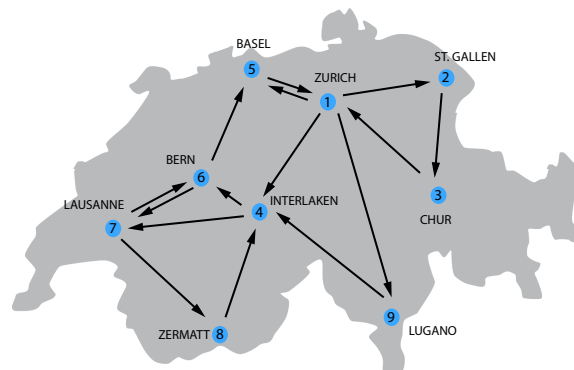 BASEL
ST. GALLEN
5
ZURICH
2
1
BERN
6
3
LAUSANNE
INTERLAKEN
4
CHUR
7
9
ZERMATT
8
LUGANO